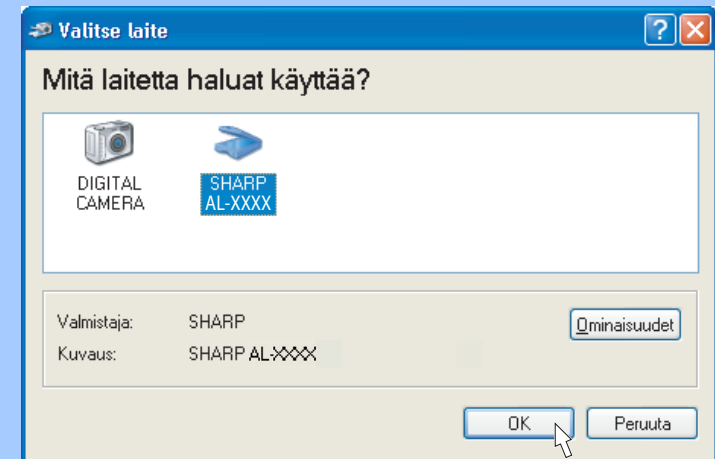 Valitse laite
Mitä laitetta haluat käyttää?
DIGITAL
CAMERA
SHARP
AL-XXXX
Valmistaja: SHARP
Ominaisuudet
Kuvaus: SHARP AL-XXXX
OK
Peruuta